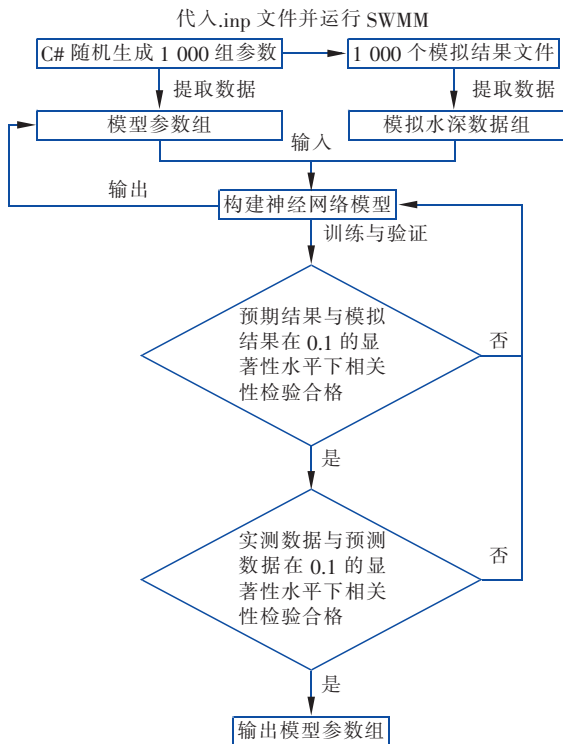 代入.inp 文件并运行 SWMM
C# 随机生成 1 000 组参数
1 000 个模拟结果文件
提取数据
提取数据
模型参数组
模拟水深数据组
输入
输出
构建神经网络模型
训练与验证
预期结果与模拟
结果在 0.1 的显
著性水平下相关
性检验合格
否
是
实测数据与预测
数据在 0.1 的显
著性水平下相关
性检验合格
否
是
输出模型参数组